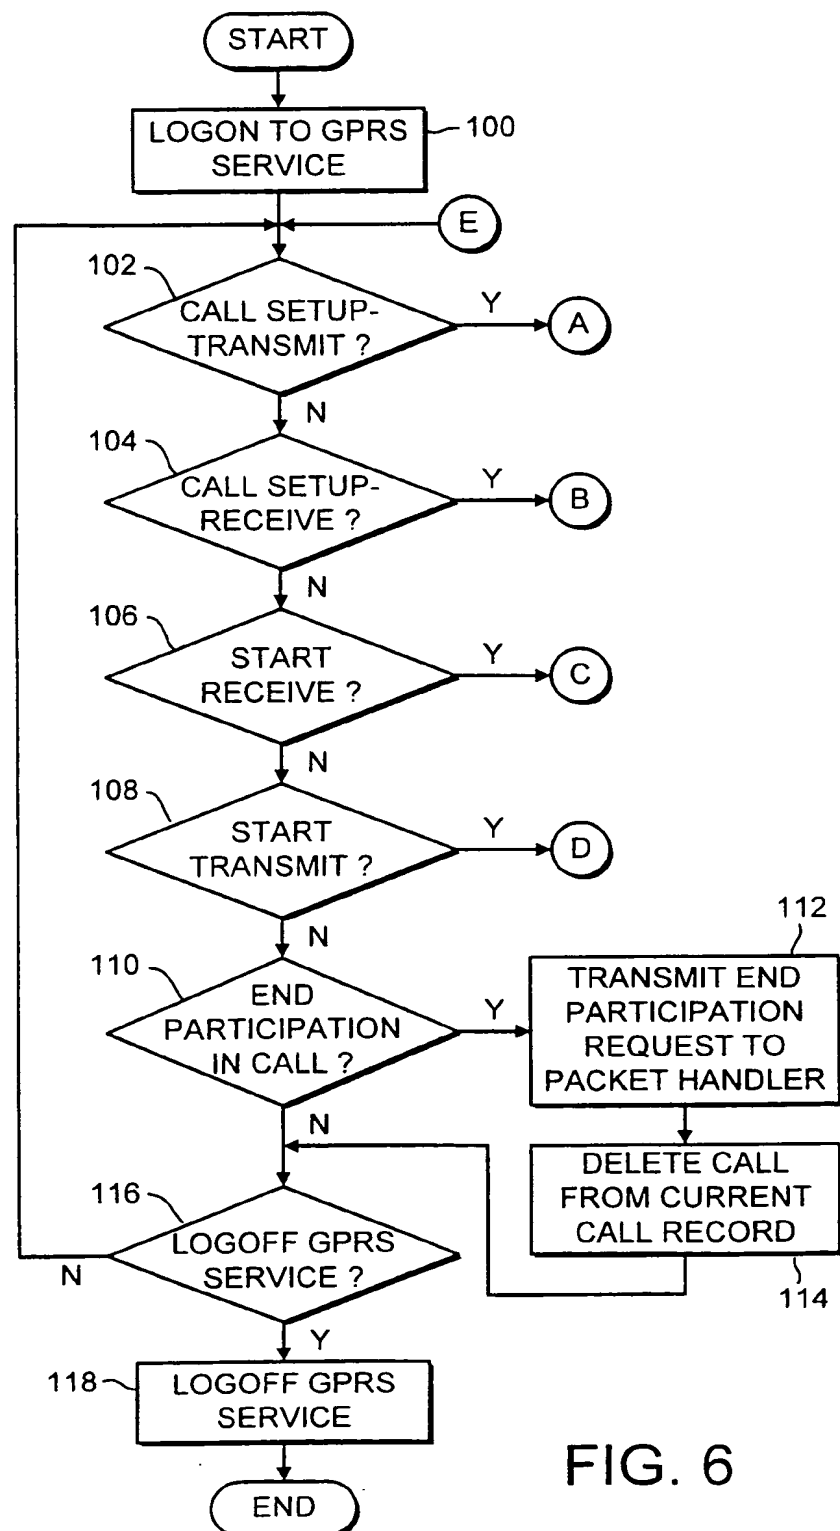 START
LOGON TO GPRS
SERVICE
100
E
102
CALL SETUP-
TRANSMIT ?
Y
A
N
104
CALL SETUP-
RECEIVE ?
Y
B
N
106
START
RECEIVE ?
Y
C
N
108
START
TRANSMIT ?
Y
D
N
110
END
PARTICIPATION
IN CALL ?
Y
112
TRANSMIT END
PARTICIPATION
REQUEST TO
PACKET HANDLER
N
DELETE CALL
FROM CURRENT
CALL RECORD
114
116
LOGOFF GPRS
SERVICE ?
N
Y
118
LOGOFF GPRS
SERVICE
END
FIG. 6